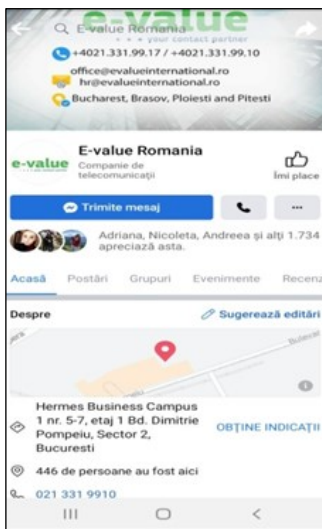 E-value Romania
e-value
your contact partner
+4021.331.99.17 / +4021.331.99.10
office@evalueinternational.ro
hr@evalueinternational.ro
Bucharest, Brasov, Ploiesti and Pitesti
e-value
E-value Romania
Companie de
telecomunicații
Îmi place
Trimite mesaj
Adriana, Nicoleta, Andreea și alți 1.734
apreciază asta.
Acasă Postări Grupuri Evenimente Recenz
Despre
Sugerează editări
Bulevar
Hermes Business Campus
1 nr. 5-7, etaj 1 Bd. Dimitrie
Pompeiu, Sector 2,
Bucuresti
OBȚINE INDICAȚII
446 de persoane au fost aici
021 331 9910